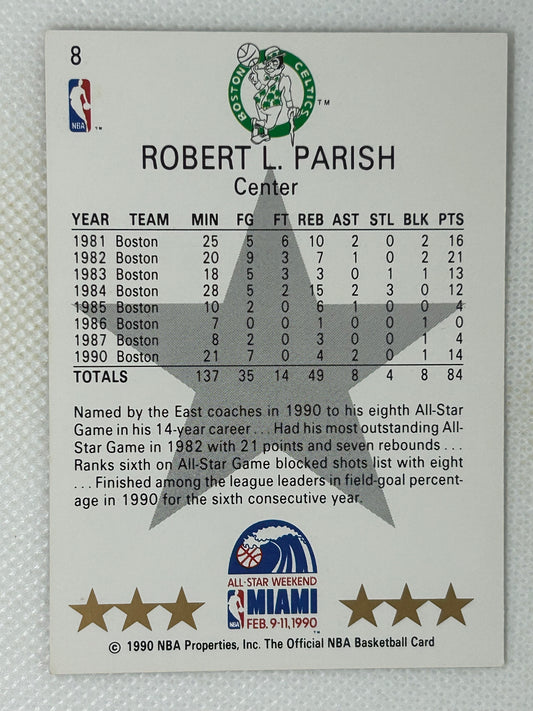 8
BOSTON CELTICS TM
NBA TM
ROBERT L. PARISH
Center
YEAR TEAM MIN FG FT REB AST STL BLK PTS
1981 Boston 25 5 6 10 2 0 2 16
1982 Boston 20 9 3 7 1 0 2 21
1983 Boston 18 5 3 3 0 1 1 13
1984 Boston 28 5 2 15 2 3 0 12
1985 Boston 10 2 0 6 1 0 0 4
1986 Boston 7 0 0 1 0 0 1 0
1987 Boston 8 2 0 3 0 0 1 4
1990 Boston 21 7 0 4 2 0 1 14
TOTALS 137 35 14 49 8 4 8 84
Named by the East coaches in 1990 to his eighth All-Star
Game in his 14-year career . . . Had his most outstanding All-
Star Game in 1982 with 21 points and seven rebounds . . .
Ranks sixth on All-Star Game blocked shots list with eight
. . . Finished among the league leaders in field-goal percent-
age in 1990 for the sixth consecutive year.
ALL-STAR WEEKEND
NBA MIAMI
FEB. 9-11, 1990 TM
© 1990 NBA Properties, Inc. The Official NBA Basketball Card